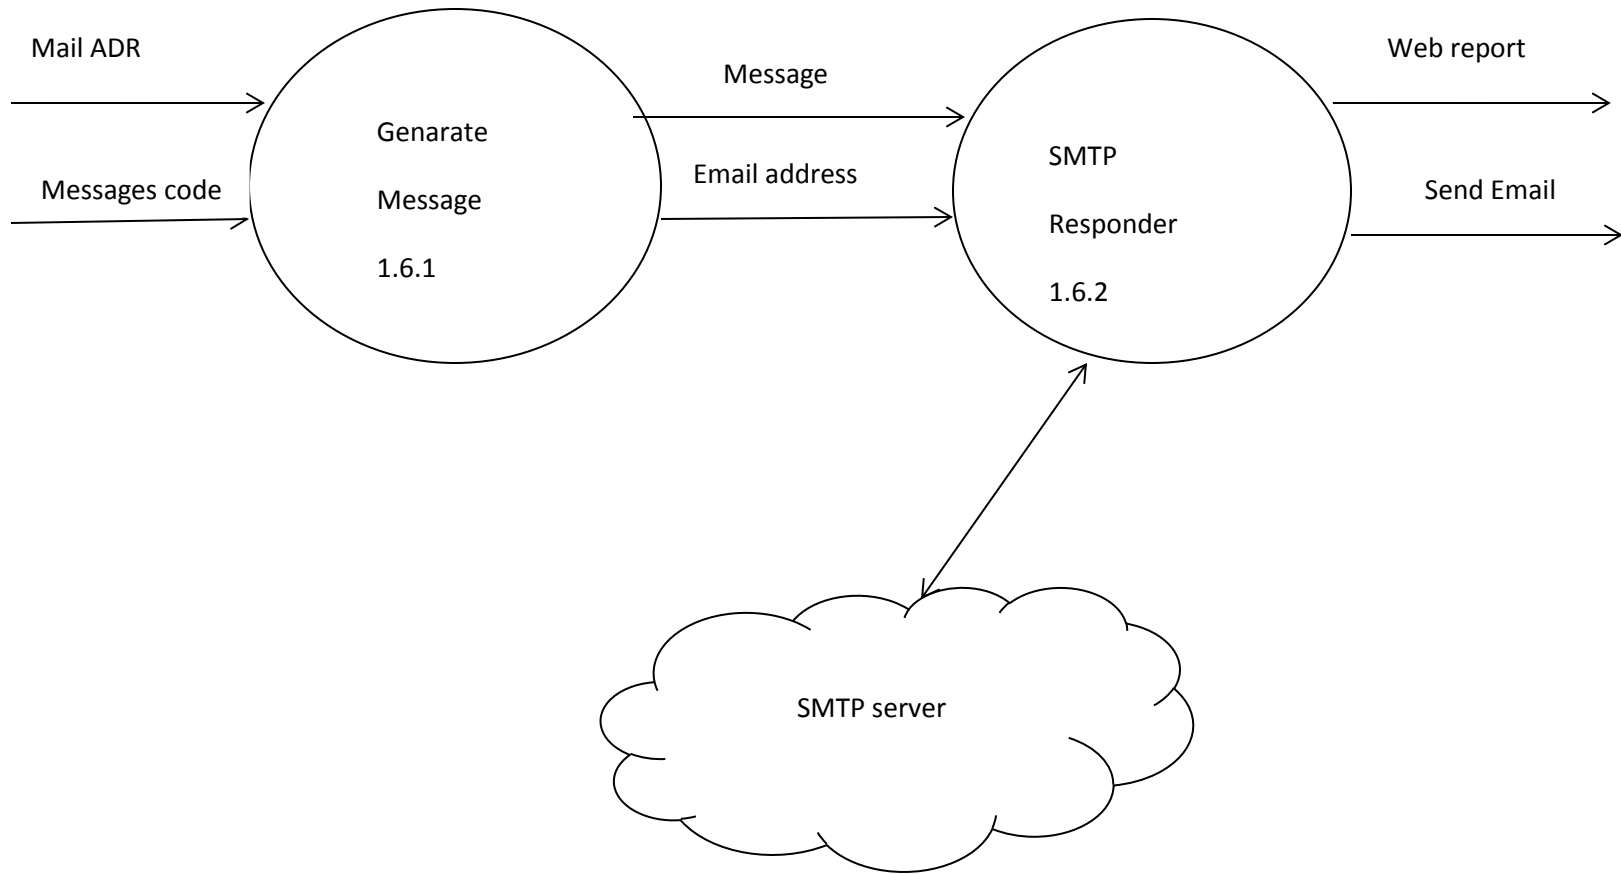 Mail ADR
Messages code
Genarate
Message
1.6.1
Message
Email address
SMTP
Responder
1.6.2
Web report
Send Email
SMTP server